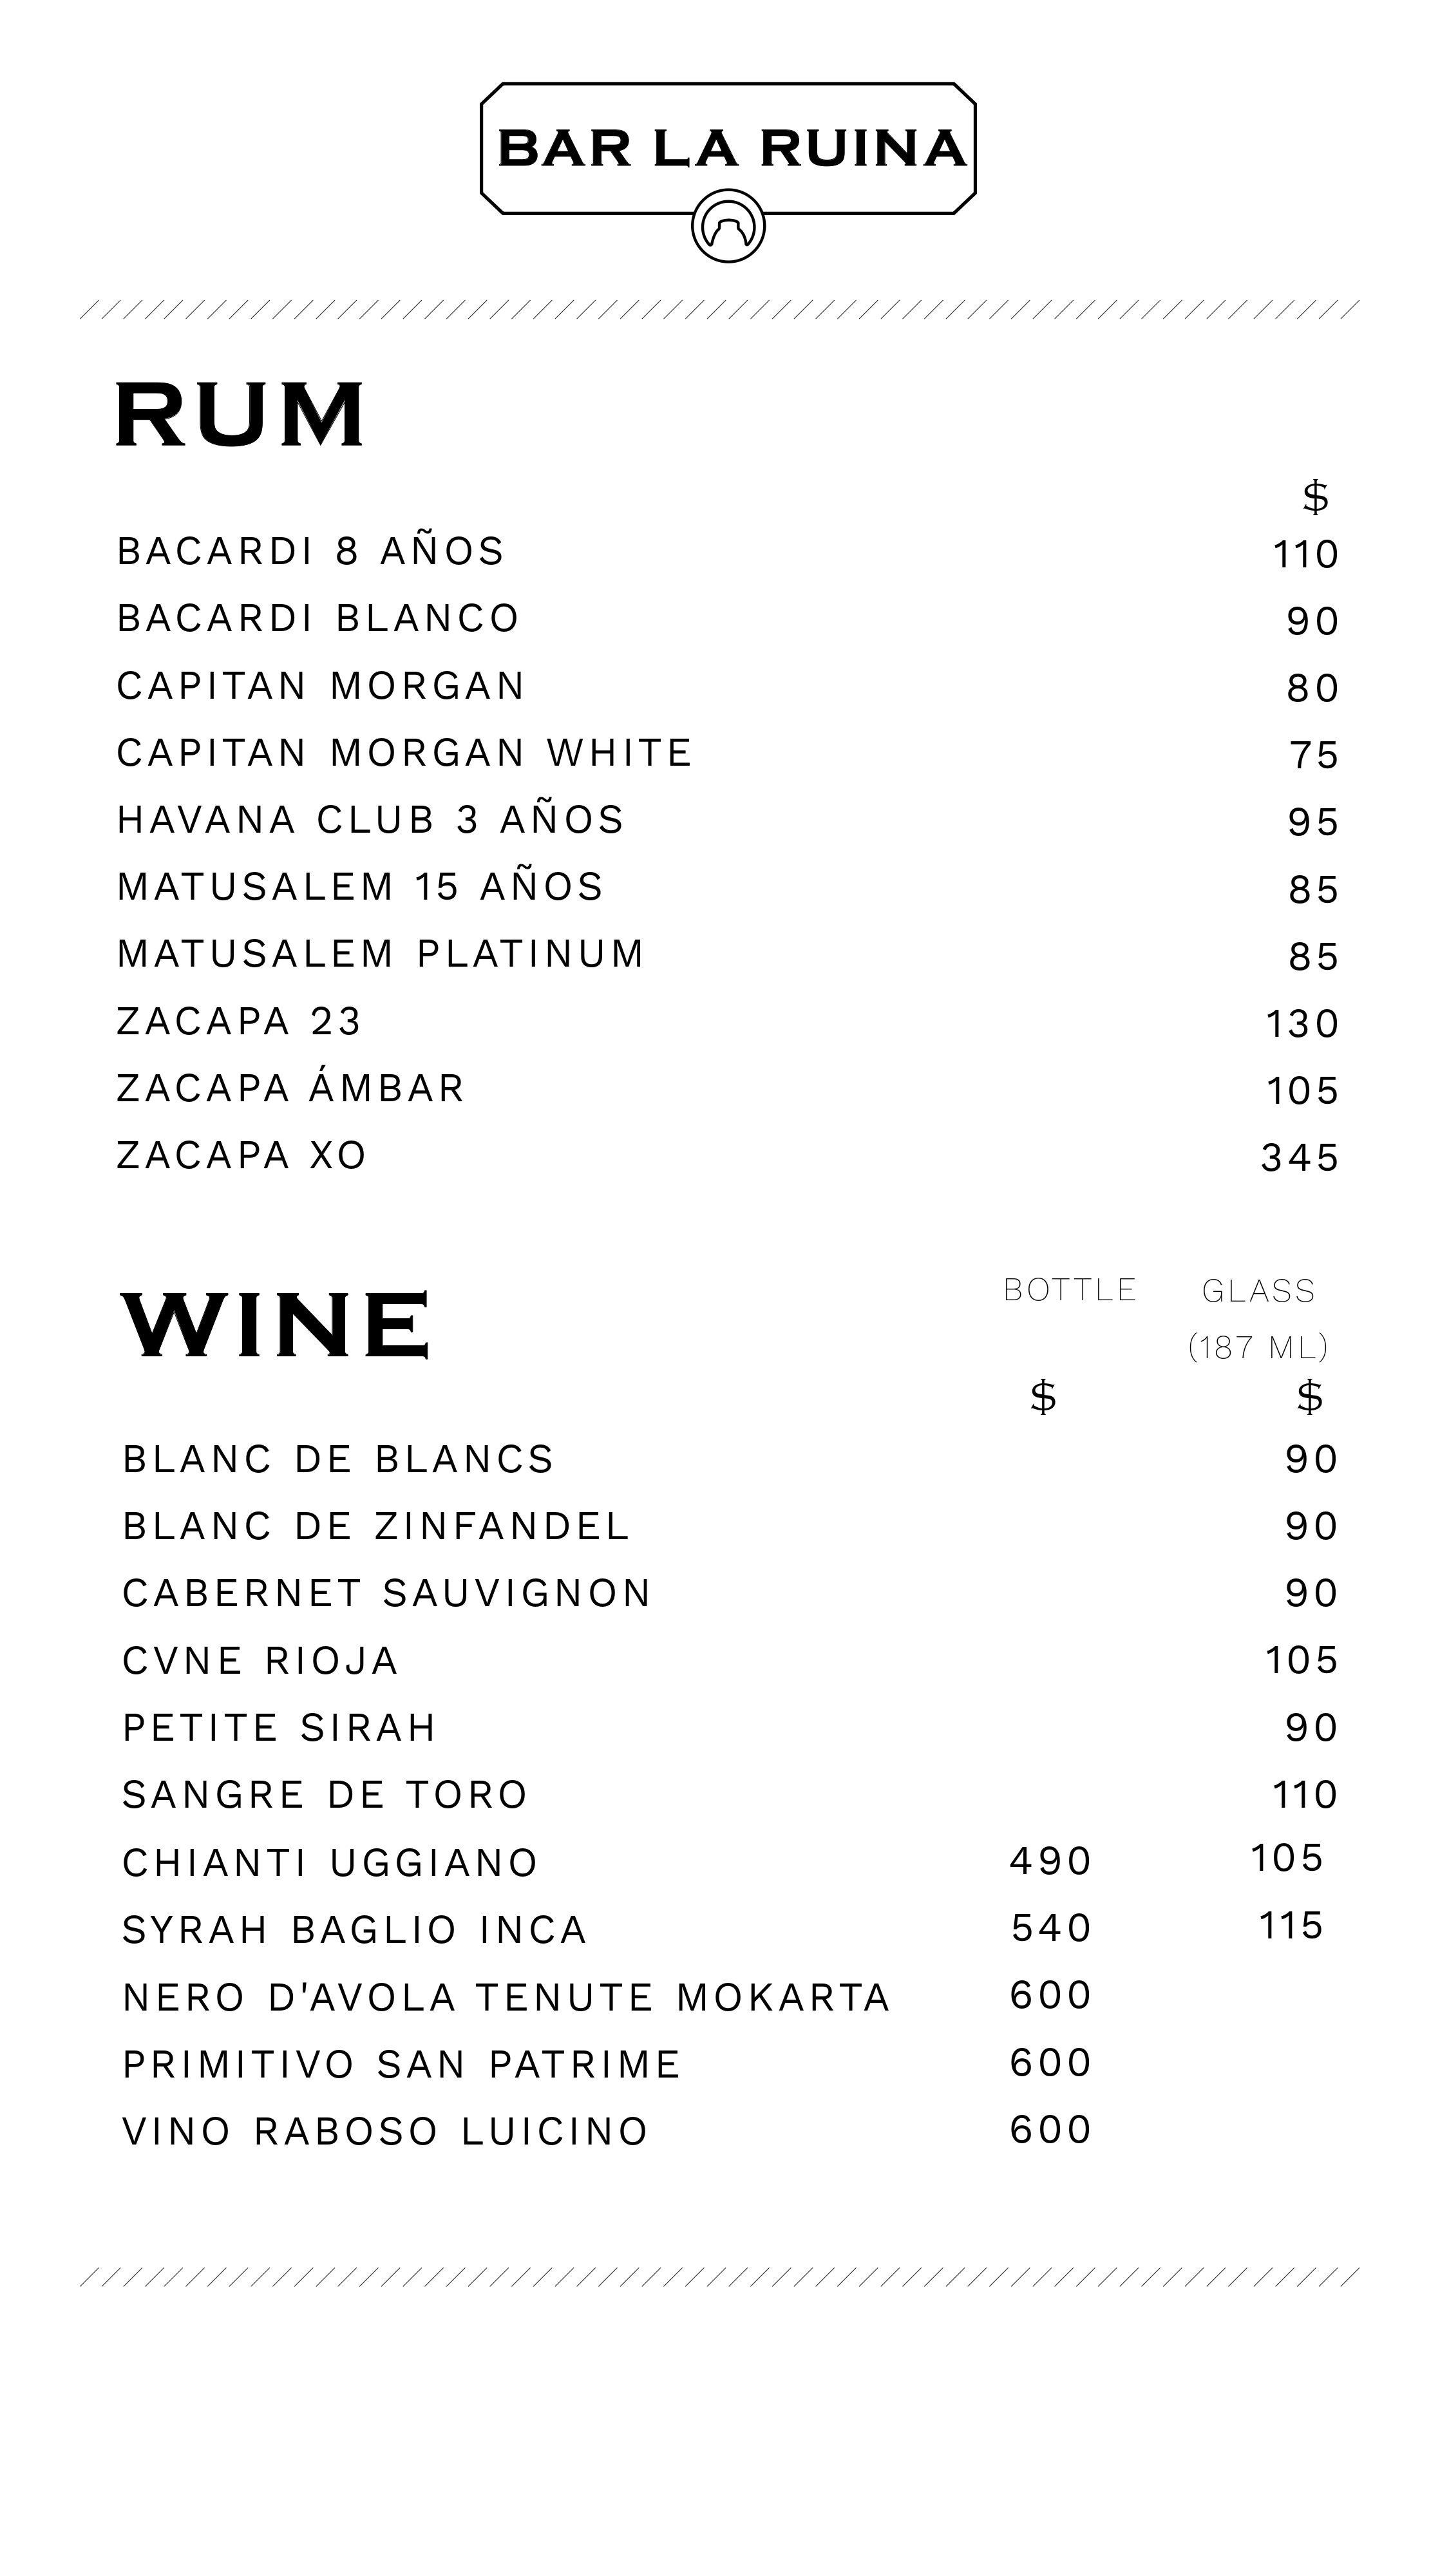 BAR LA RUINA
RUM
$
BACARDI 8 AÑOS 110
BACARDI BLANCO 90
CAPITAN MORGAN 80
CAPITAN MORGAN WHITE 75
HAVANA CLUB 3 AÑOS 95
MATUSALEM 15 AÑOS 85
MATUSALEM PLATINUM 85
ZACAPA 23 130
ZACAPA ÁMBAR 105
ZACAPA XO 345
WINE BOTTLE GLASS
(187 ML)
$ $
BLANC DE BLANCS 90
BLANC DE ZINFANDEL 90
CABERNET SAUVIGNON 90
CVNE RIOJA 105
PETITE SIRAH 90
SANGRE DE TORO 110
CHIANTI UGGIANO 490 105
SYRAH BAGLIO INCA 540 115
NERO D'AVOLA TENUTE MOKARTA 600
PRIMITIVO SAN PATRIME 600
VINO RABOSO LUICINO 600